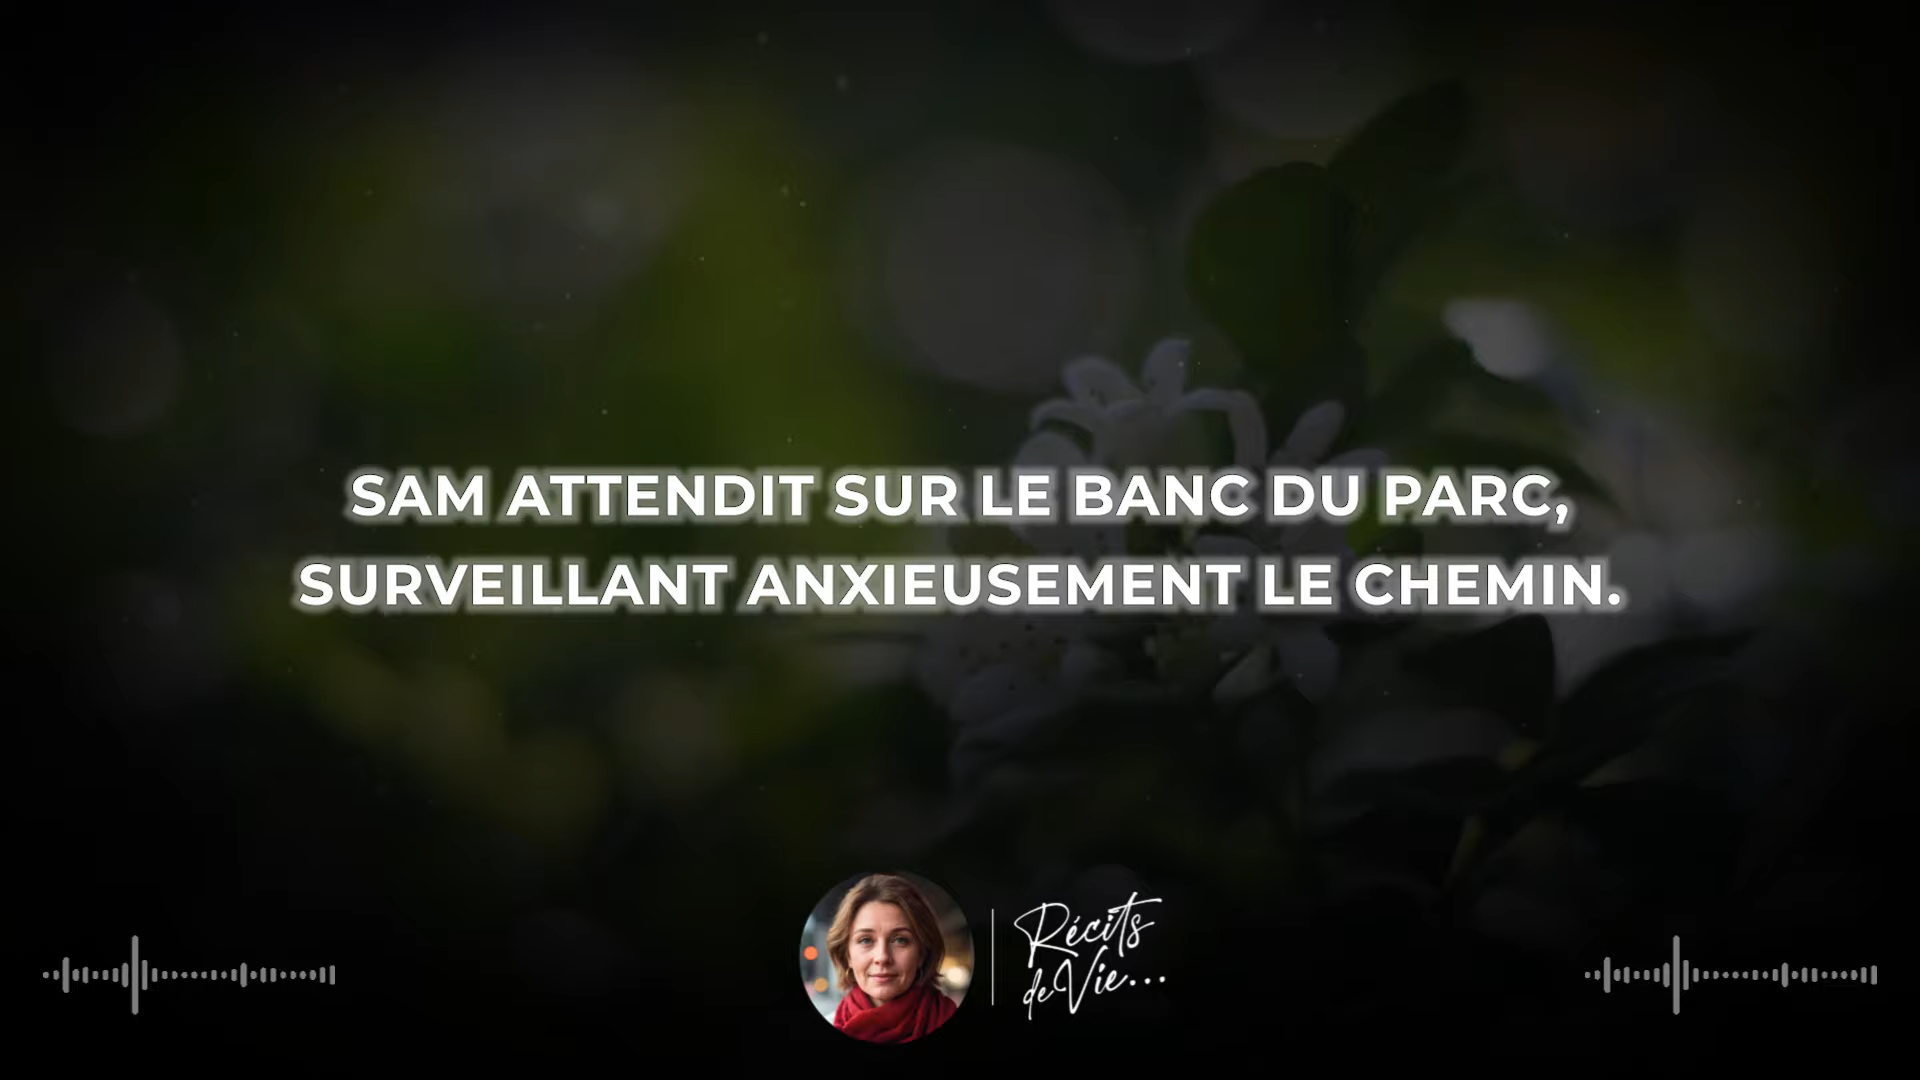 SAM ATTENDIT SUR LE BANC DU PARC,
SURVEILLANT ANXIEUSEMENT LE CHEMIN.
Récits
de Vie...